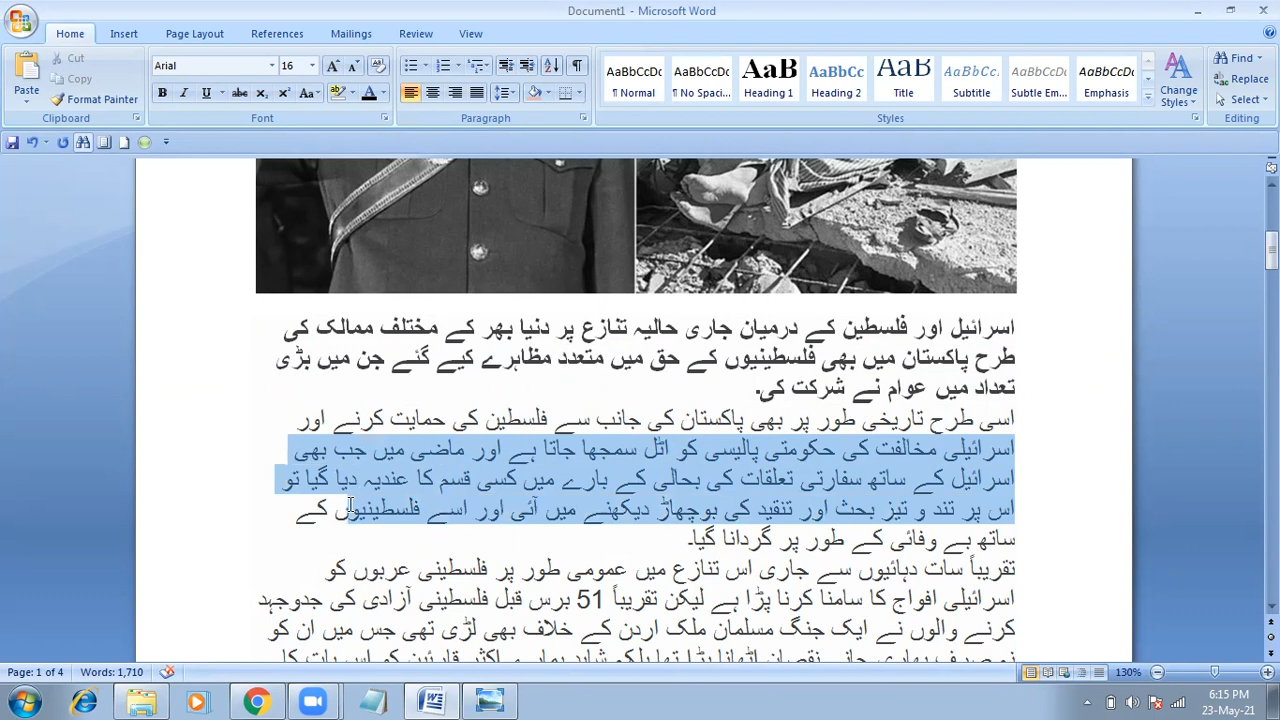 Document1 - Microsoft Word
Home Insert Page Layout References Mailings Review View
Cut
Copy
Format Painter
Paste
Clipboard
Arial 16
Font
Paragraph
AaBbCcDc AaBbCcDc AaB AaBbCc AaB AaBbCc. AaBbCcDc AaBbCcDc
¶ Normal ¶ No Spaci... Heading 1 Heading 2 Title Subtitle Subtle Em... Emphasis
Change Styles
Styles
Find
Replace
Select
Editing
اسرائیل اور فلسطین کے درمیان جاری حالیہ تنازع پر دنیا بھر کے مختلف ممالک کی
طرح پاکستان میں بھی فلسطینیوں کے حق میں متعدد مظاہرے کیے گئے جن میں بڑی
تعداد میں عوام نے شرکت کی.
اسی طرح تاریخی طور پر بھی پاکستان کی جانب سے فلسطین کی حمایت کرنے اور
اسرائیلی مخالفت کی حکومتی پالیسی کو اٹل سمجھا جاتا ہے اور ماضی میں جب بھی
اسرائیل کے ساتھ سفارتی تعلقات کی بحالی کے بارے میں کسی قسم کا عندیہ دیا گیا تو
اس پر تند و تیز بحث اور تنقید کی بوچھاڑ دیکھنے میں آئی اور اسے فلسطینیوں کے
ساتھ بے وفائی کے طور پر گردانا گیا۔
تقریباً سات دہائیوں سے جاری اس تنازع میں عمومی طور پر فلسطینی عربوں کو
اسرائیلی افواج کا سامنا کرنا پڑا ہے لیکن تقریباً 51 برس قبل فلسطینی آزادی کی جدوجہد
کرنے والوں نے ایک جنگ مسلمان ملک اردن کے خلاف بھی لڑی تھی جس میں ان کو
Page: 1 of 4 Words: 1,710 130%
6:15 PM
23-May-21